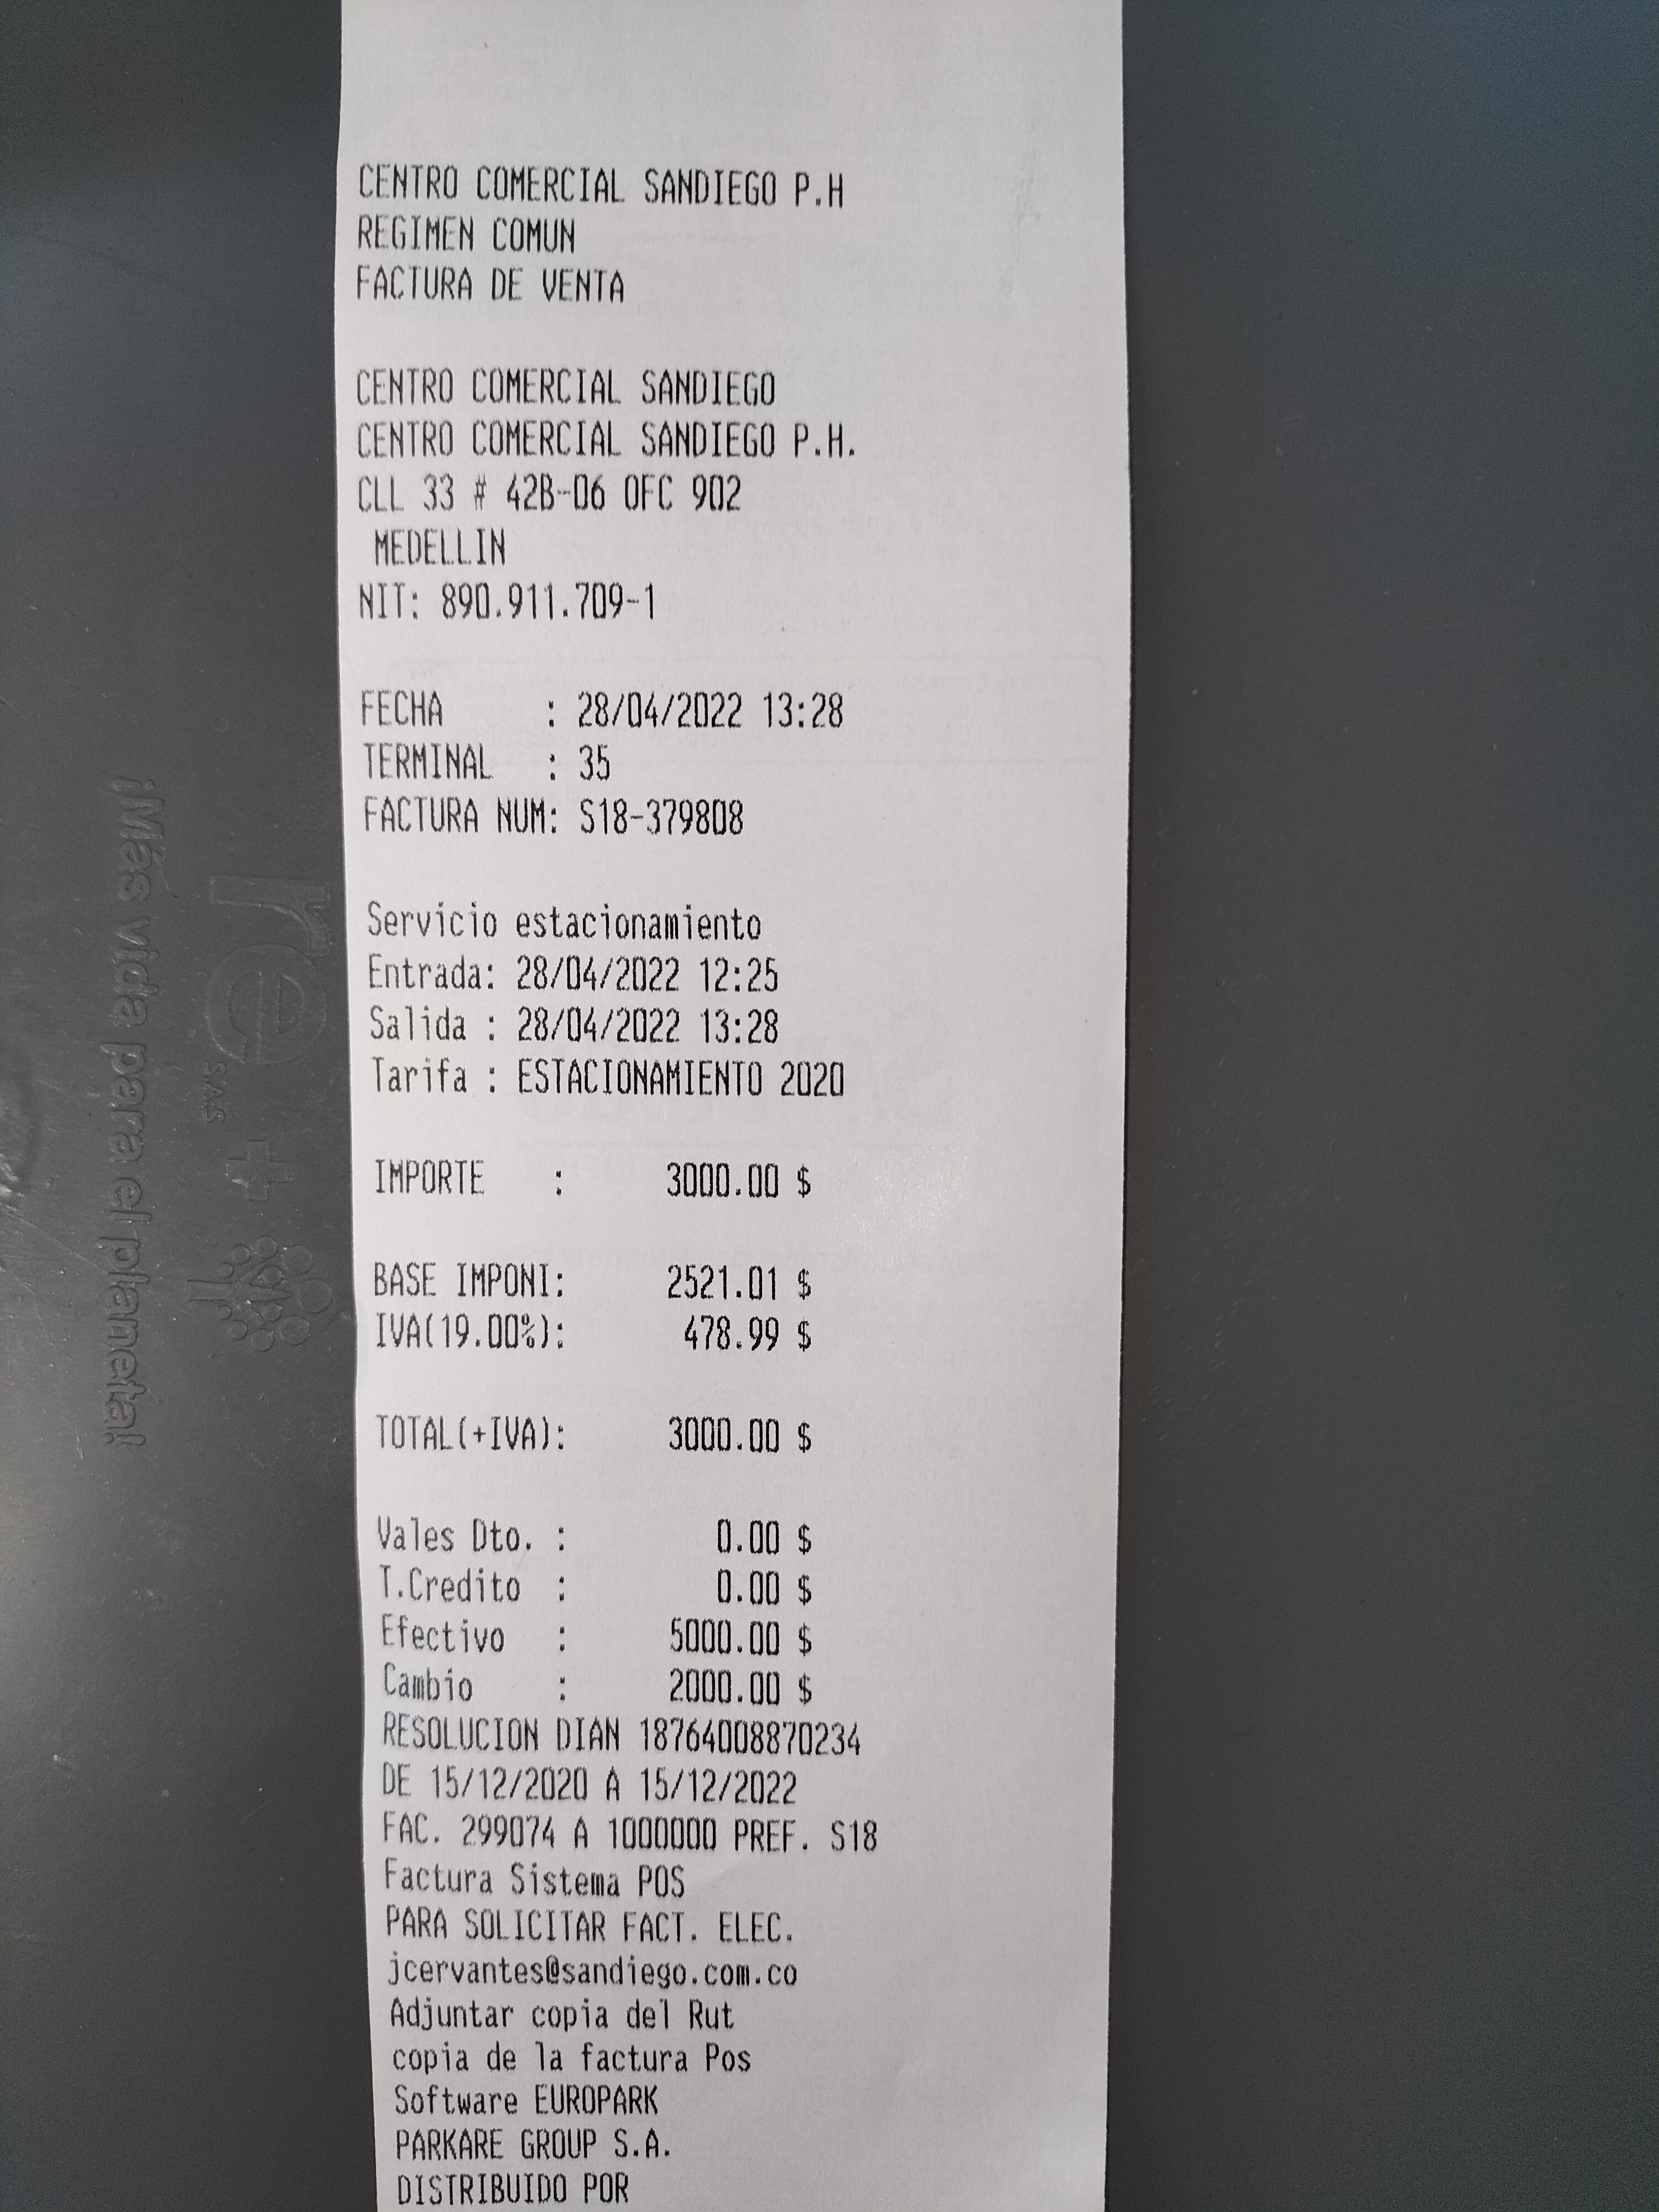 CENTRO COMERCIAL SANDIEGO P.H
REGIMEN COMUN
FACTURA DE VENTA
CENTRO COMERCIAL SANDIEGO
CENTRO COMERCIAL SANDIEGO P.H.
CLL 33 # 42B-06 OFC 902
MEDELLIN
NIT: 890.911.709-1
FECHA : 28/04/2022 13:28
TERMINAL : 35
FACTURA NUM: S18-379808
Servicio estacionamiento
Entrada: 28/04/2022 12:25
Salida : 28/04/2022 13:28
Tarifa : ESTACIONAMIENTO 2020
IMPORTE : 3000.00 $
BASE IMPONI: 2521.01 $
IVA(19.00%): 478.99 $
TOTAL(+IVA): 3000.00 $
Vales Dto. : 0.00 $
T.Credito : 0.00 $
Efectivo : 5000.00 $
Cambio : 2000.00 $
RESOLUCION DIAN 18764008870234
DE 15/12/2020 A 15/12/2022
FAC. 299074 A 1000000 PREF. S18
Factura Sistema POS
PARA SOLICITAR FACT. ELEC.
jcervantes@sandiego.com.co
Adjuntar copia del Rut
copia de la factura Pos
Software EUROPARK
PARKARE GROUP S.A.
DISTRIBUIDO POR
re
S.A.S
+
¡Más vida para el planeta!